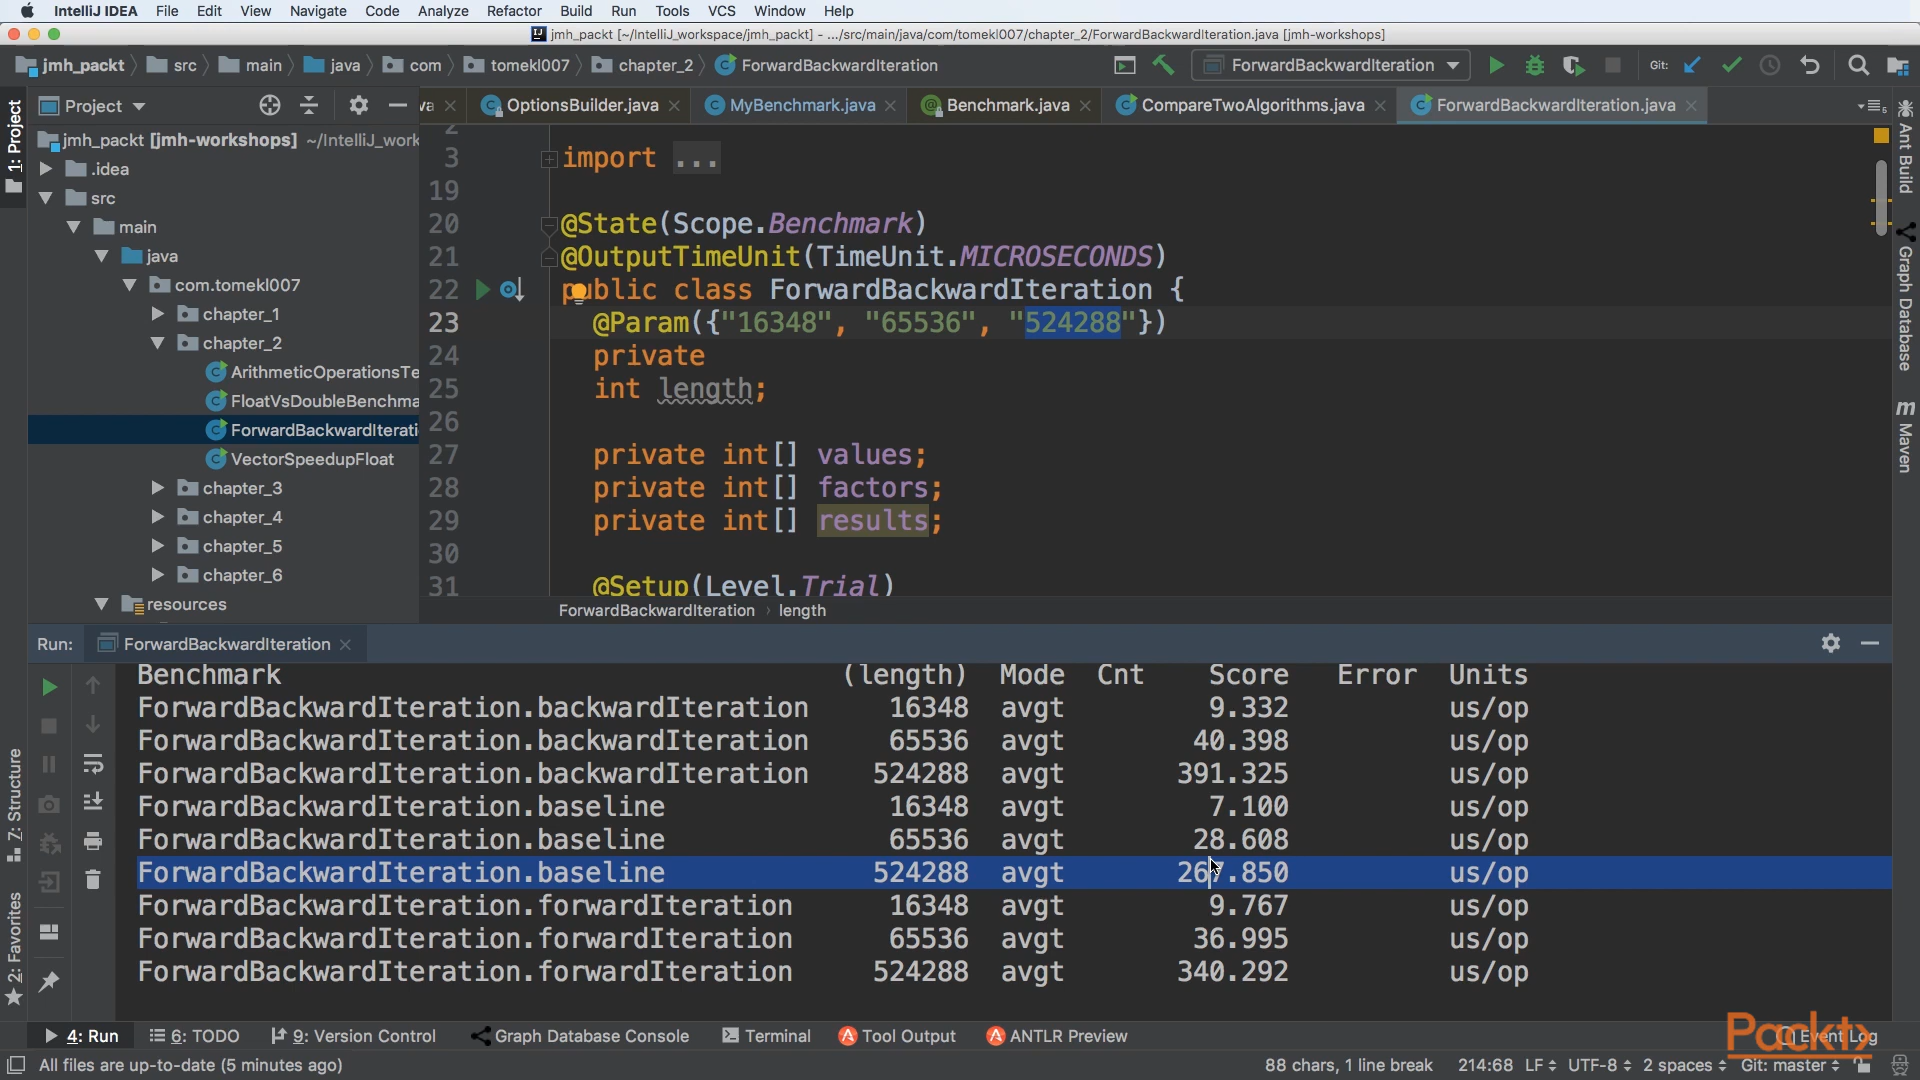 IntelliJ IDEA File Edit View Navigate Code Analyze Refactor Build Run Tools VCS Window Help
jmh_packt [~/IntelliJ_workspace/jmh_packt] - .../src/main/java/com/tomekl007/chapter_2/ForwardBackwardIteration.java [jmh-workshops]
jmh_packt src main java com tomekl007 chapter_2 ForwardBackwardIteration ForwardBackwardIteration Git:
Project va OptionsBuilder.java MyBenchmark.java Benchmark.java CompareTwoAlgorithms.java ForwardBackwardIteration.java 5
1: Project
jmh_packt [jmh-workshops] ~/IntelliJ_work
.idea
src
main
java
com.tomekl007
chapter_1
chapter_2
ArithmeticOperationsTe
FloatVsDoubleBenchma
ForwardBackwardIterati
VectorSpeedupFloat
chapter_3
chapter_4
chapter_5
chapter_6
resources
2
3 import ...
19
20 @State(Scope.Benchmark)
21 @OutputTimeUnit(TimeUnit.MICROSECONDS)
22 public class ForwardBackwardIteration {
23 @Param({"16348", "65536", "524288"})
24 private
25 int length;
26
27 private int[] values;
28 private int[] factors;
29 private int[] results;
30
31 @Setup(Level.Trial)
ForwardBackwardIteration › length
Ant Build
Graph Database
m Maven
Run: ForwardBackwardIteration
Benchmark (length) Mode Cnt Score Error Units
ForwardBackwardIteration.backwardIteration 16348 avgt 9.332 us/op
ForwardBackwardIteration.backwardIteration 65536 avgt 40.398 us/op
ForwardBackwardIteration.backwardIteration 524288 avgt 391.325 us/op
ForwardBackwardIteration.baseline 16348 avgt 7.100 us/op
ForwardBackwardIteration.baseline 65536 avgt 28.608 us/op
ForwardBackwardIteration.baseline 524288 avgt 267.850 us/op
ForwardBackwardIteration.forwardIteration 16348 avgt 9.767 us/op
ForwardBackwardIteration.forwardIteration 65536 avgt 36.995 us/op
ForwardBackwardIteration.forwardIteration 524288 avgt 340.292 us/op
7: Structure
2: Favorites
4: Run 6: TODO 9: Version Control Graph Database Console Terminal Tool Output ANTLR Preview Event Log
Packt>
All files are up-to-date (5 minutes ago) 88 chars, 1 line break 214:68 LF UTF-8 2 spaces Git: master